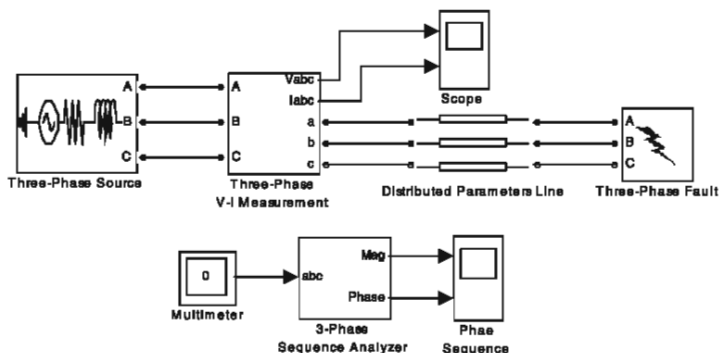 Vabc
A A
Iabc
Scope
B B
a A
b B
C C
c C
Three-Phase Source
Three-Phase
V-I Measurement
Distributed Parameters Line
Three-Phase Fault
0
abc
Mag
Phase
Multimeter
3-Phase
Sequence Analyzer
Phae
Sequence